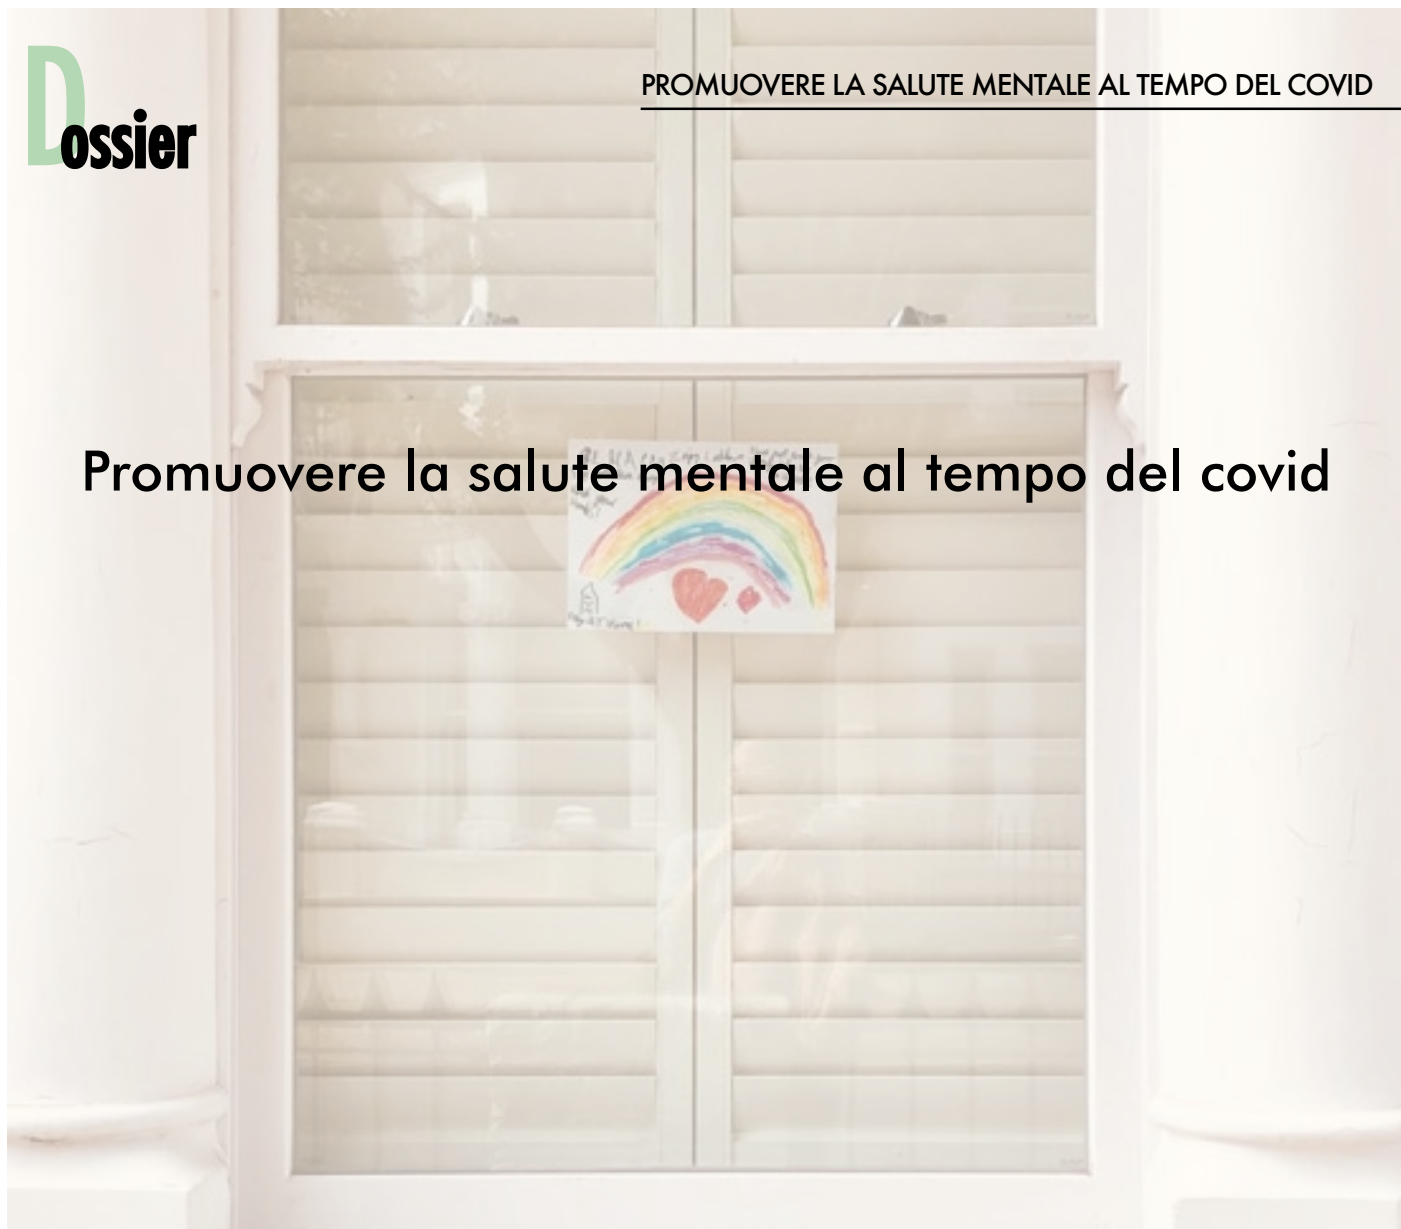 Dossier
PROMUOVERE LA SALUTE MENTALE AL TEMPO DEL COVID
Promuovere la salute mentale al tempo del covid